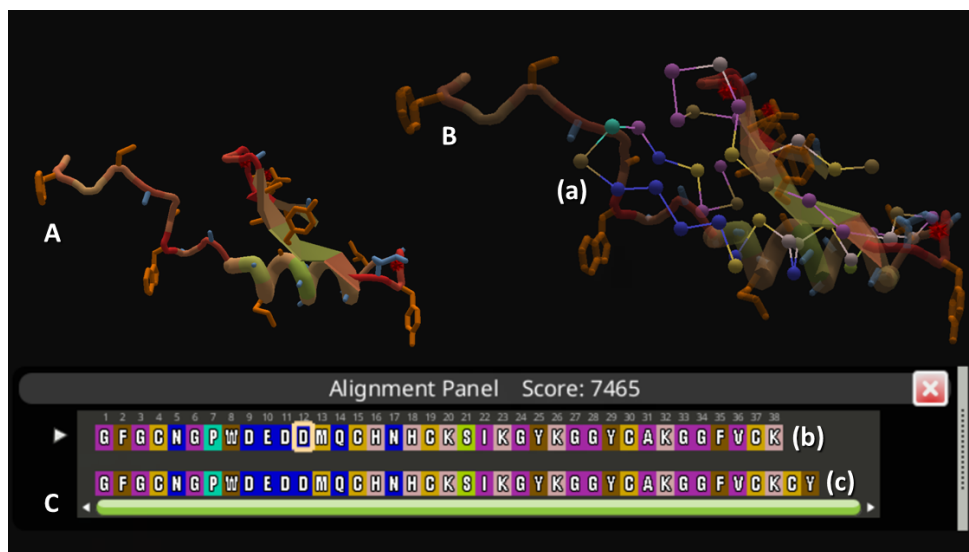 B
(a)
A
Alignment Panel Score: 7465
1 2 3 4 5 6 7 8 9 10 11 12 13 14 15 16 17 18 19 20 21 22 23 24 25 26 27 28 29 30 31 32 33 34 35 36 37 38
G F G C N G P W D E D D M Q C H N H C K S I K G Y K G G Y C A K G G F V C K (b)
G F G C N G P W D E D D M Q C H N H C K S I K G Y K G G Y C A K G G F V C K C Y (c)
C